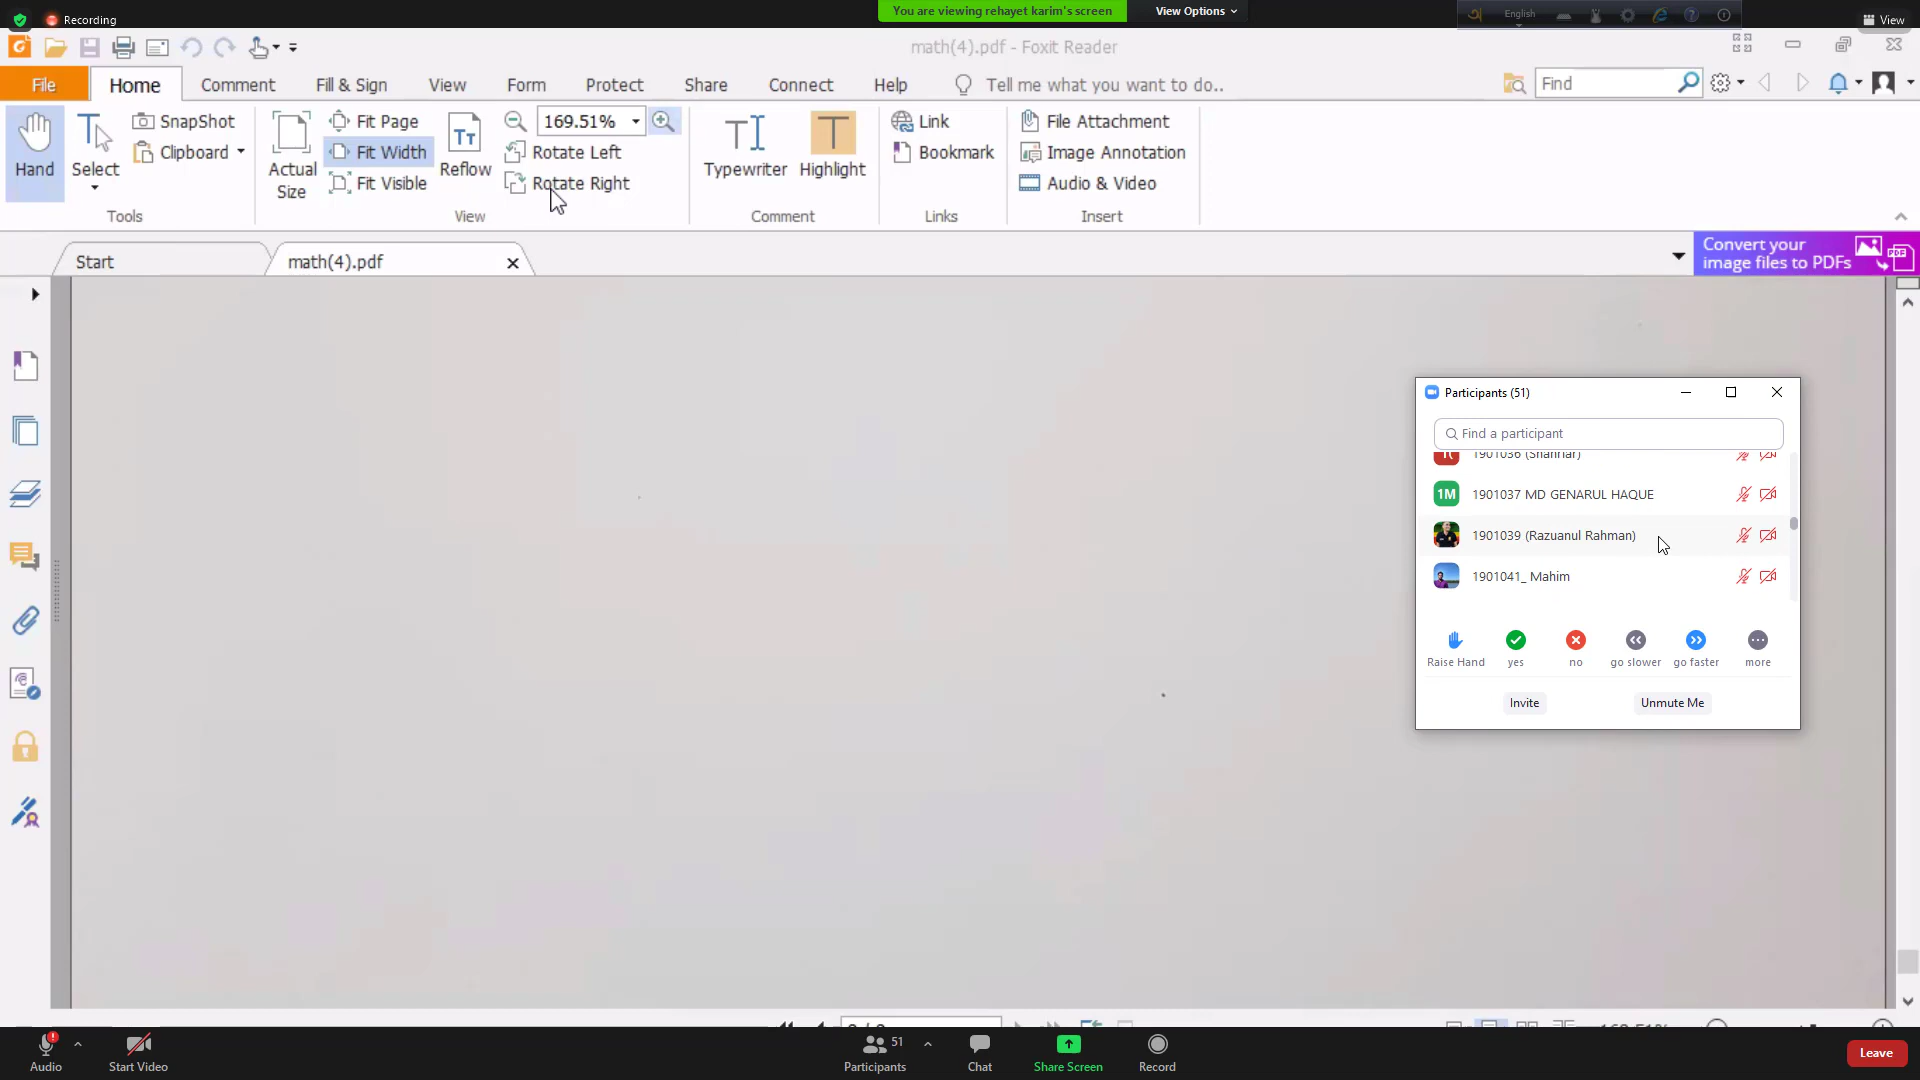 Recording
You are viewing rehayet karim's screen
View Options
English
View
math(4).pdf - Foxit Reader
File
Home
Comment
Fill & Sign
View
Form
Protect
Share
Connect
Help
Tell me what you want to do..
Find
Hand
Select
SnapShot
Clipboard
Tools
Actual
Size
Fit Page
Fit Width
Fit Visible
Reflow
169.51%
Rotate Left
Rotate Right
View
Typewriter
Highlight
Comment
Link
Bookmark
Links
File Attachment
Image Annotation
Audio & Video
Insert
Start
math(4).pdf
Convert your
image files to PDFs
PDF
Participants (51)
Find a participant
1M
1901037 MD GENARUL HAQUE
1901039 (Razuanul Rahman)
1901041_ Mahim
Raise Hand
yes
no
go slower
go faster
more
Invite
Unmute Me
Audio
Start Video
51
Participants
Chat
Share Screen
Record
Leave